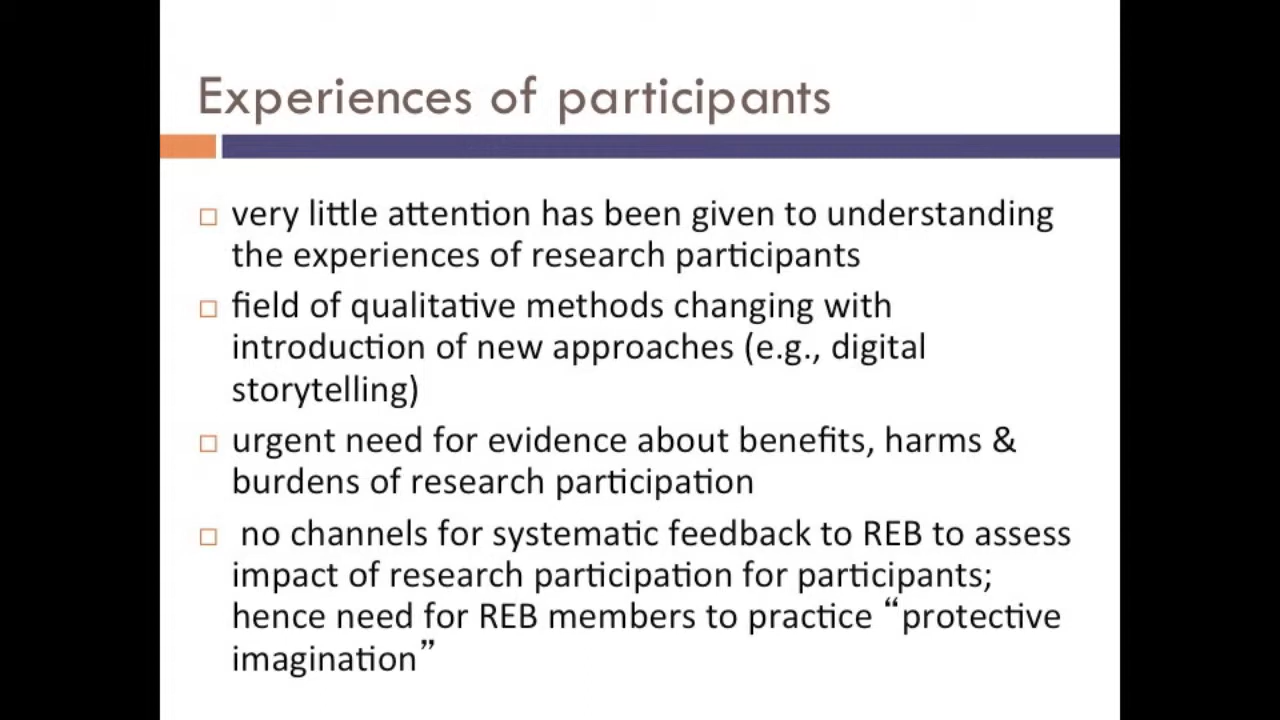 Experiences of participants
very little attention has been given to understanding
the experiences of research participants
field of qualitative methods changing with
introduction of new approaches (e.g., digital
storytelling)
urgent need for evidence about benefits, harms &
burdens of research participation
no channels for systematic feedback to REB to assess
impact of research participation for participants;
hence need for REB members to practice “protective
imagination”